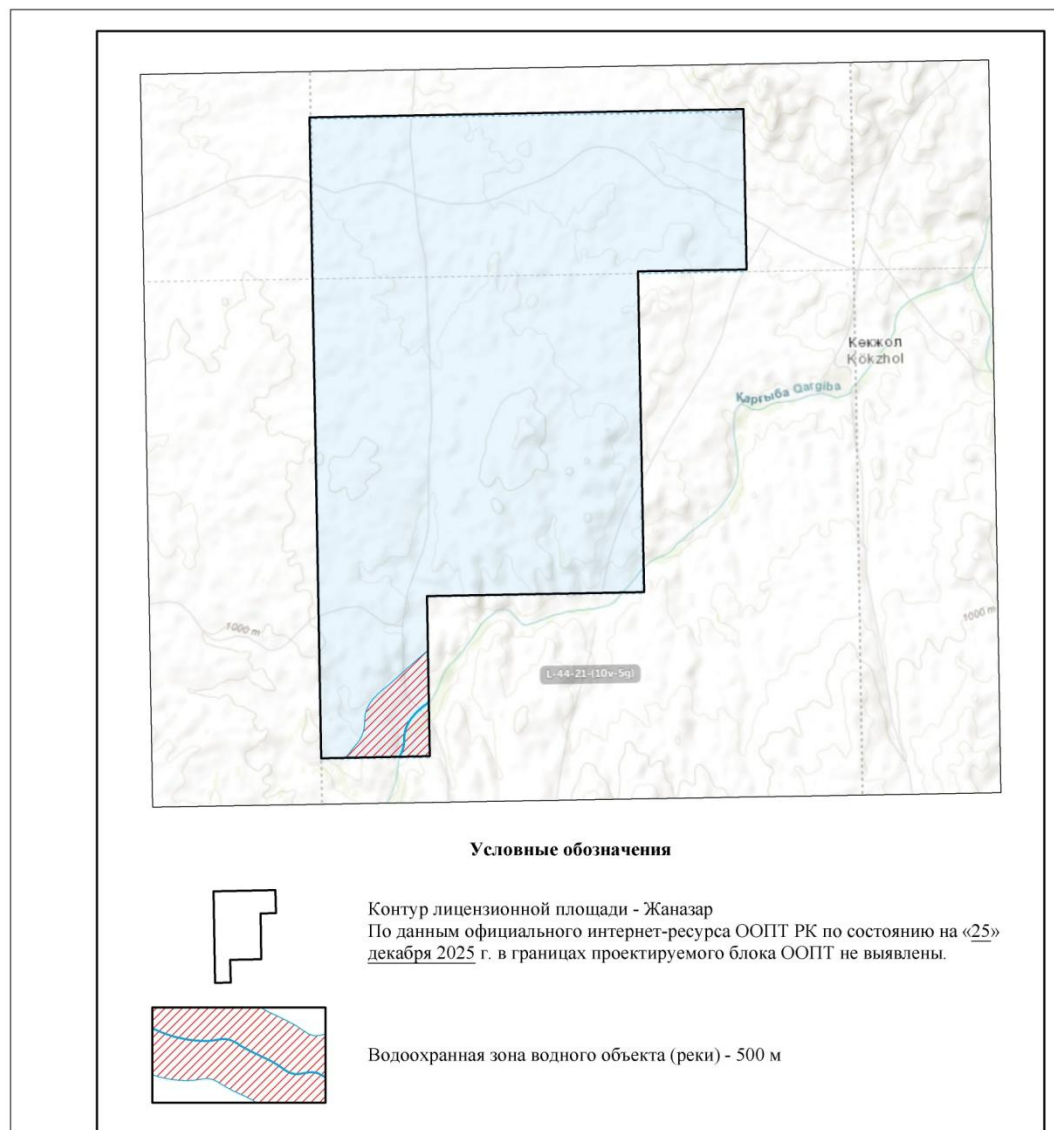 Көкжол
Kökzhol
Қарғыба Qargiba
1000 m
1000 m
L-44-21-(10v-5g)
Условные обозначения
Контур лицензионной площади - Жаназар
По данным официального интернет-ресурса ООПТ РК по состоянию на «25»
декабря 2025 г. в границах проектируемого блока ООПТ не выявлены.
Водоохранная зона водного объекта (реки) - 500 м